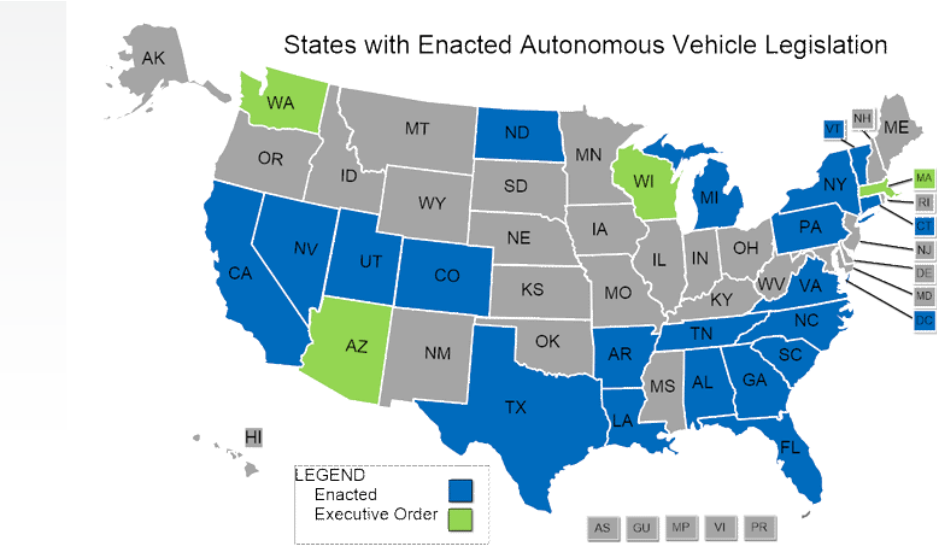 States with Enacted Autonomous Vehicle Legislation
AK
WA
MT
ND
MN
VT
NH
ME
OR
ID
SD
WI
MI
NY
MA
RI
WY
IA
PA
CT
NE
NJ
NV
UT
CO
IL
IN
OH
DE
CA
KS
MO
WV
VA
MD
KY
DC
AZ
NM
OK
AR
TN
NC
SC
MS
AL
GA
TX
LA
FL
HI
LEGEND
Enacted
Executive Order
AS
GU
MP
VI
PR